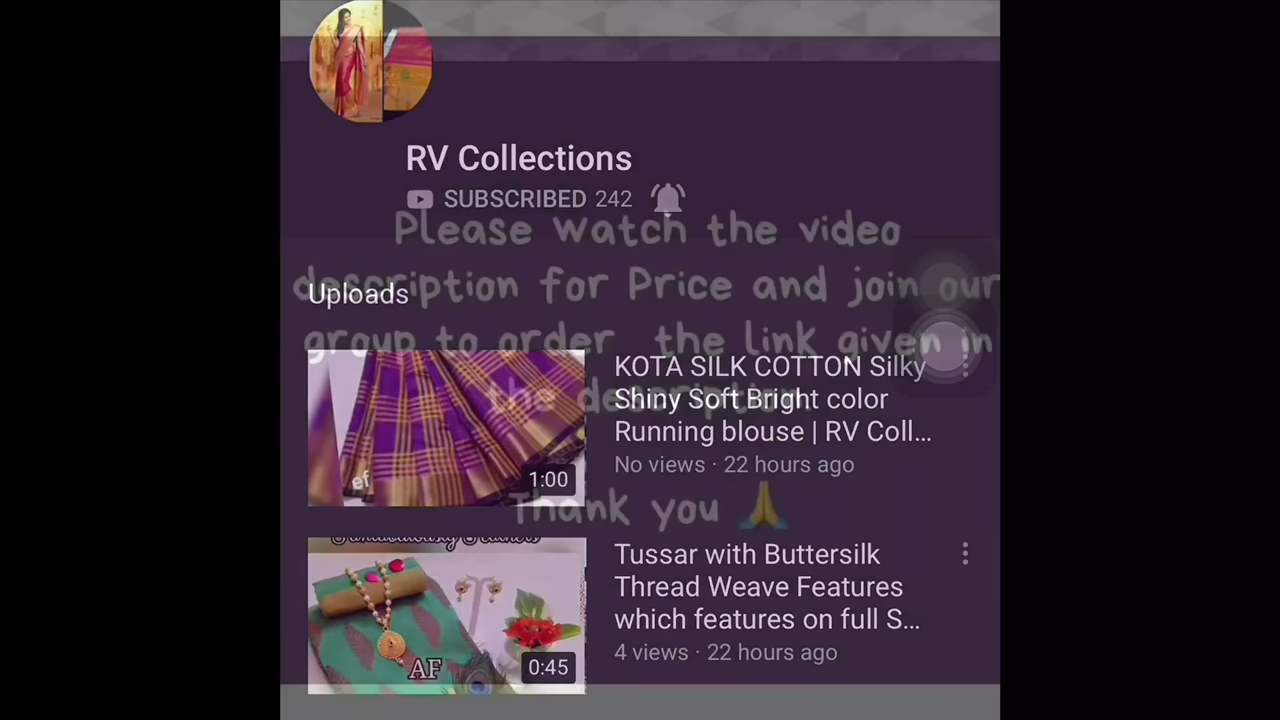 RV Collections
SUBSCRIBED 242
Please watch the video
description for Price and join our
group to order the link given in
the description.
Thank you 🙏
Uploads
KOTA SILK COTTON Silky
Shiny Soft Bright color
Running blouse | RV Coll...
No views · 22 hours ago
ef
1:00
Tussar with Buttersilk
Thread Weave Features
which features on full S...
4 views · 22 hours ago
AF
0:45